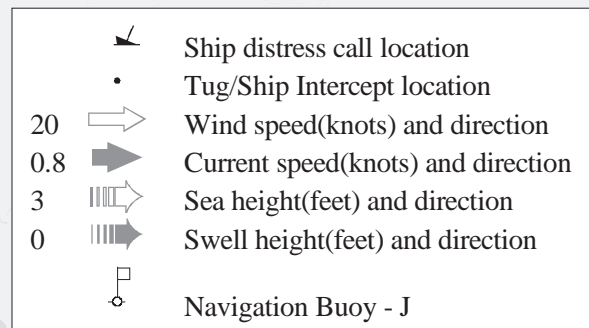 Ship distress call location
Tug/Ship Intercept location
20 Wind speed(knots) and direction
0.8 Current speed(knots) and direction
3 Sea height(feet) and direction
0 Swell height(feet) and direction
Navigation Buoy - J